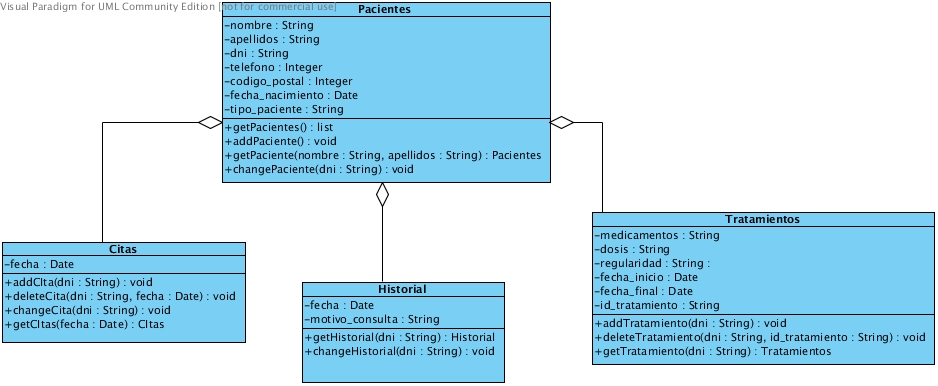 Visual Paradigm for UML Community Edition [not for commercial use]
Pacientes
-nombre : String
-apellidos : String
-dni : String
-telefono : Integer
-codigo_postal : Integer
-fecha_nacimiento : Date
-tipo_paciente : String
+getPacientes() : list
+addPaciente() : void
+getPaciente(nombre : String, apellidos : String) : Pacientes
+changePaciente(dni : String) : void
Citas
-fecha : Date
+addCIta(dni : String) : void
+deleteCita(dni : String, fecha : Date) : void
+changeCita(dni : String) : void
+getCItas(fecha : Date) : CItas
Historial
-fecha : Date
-motivo_consulta : String
+getHistorial(dni : String) : Historial
+changeHistorial(dni : String) : void
Tratamientos
-medicamentos : String
-dosis : String
-regularidad : String :
-fecha_inicio : Date
-fecha_final : Date
-id_tratamiento : String
+addTratamiento(dni : String) : void
+deleteTratamiento(dni : String, id_tratamiento : String) : void
+getTratamiento(dni : String) : Tratamientos